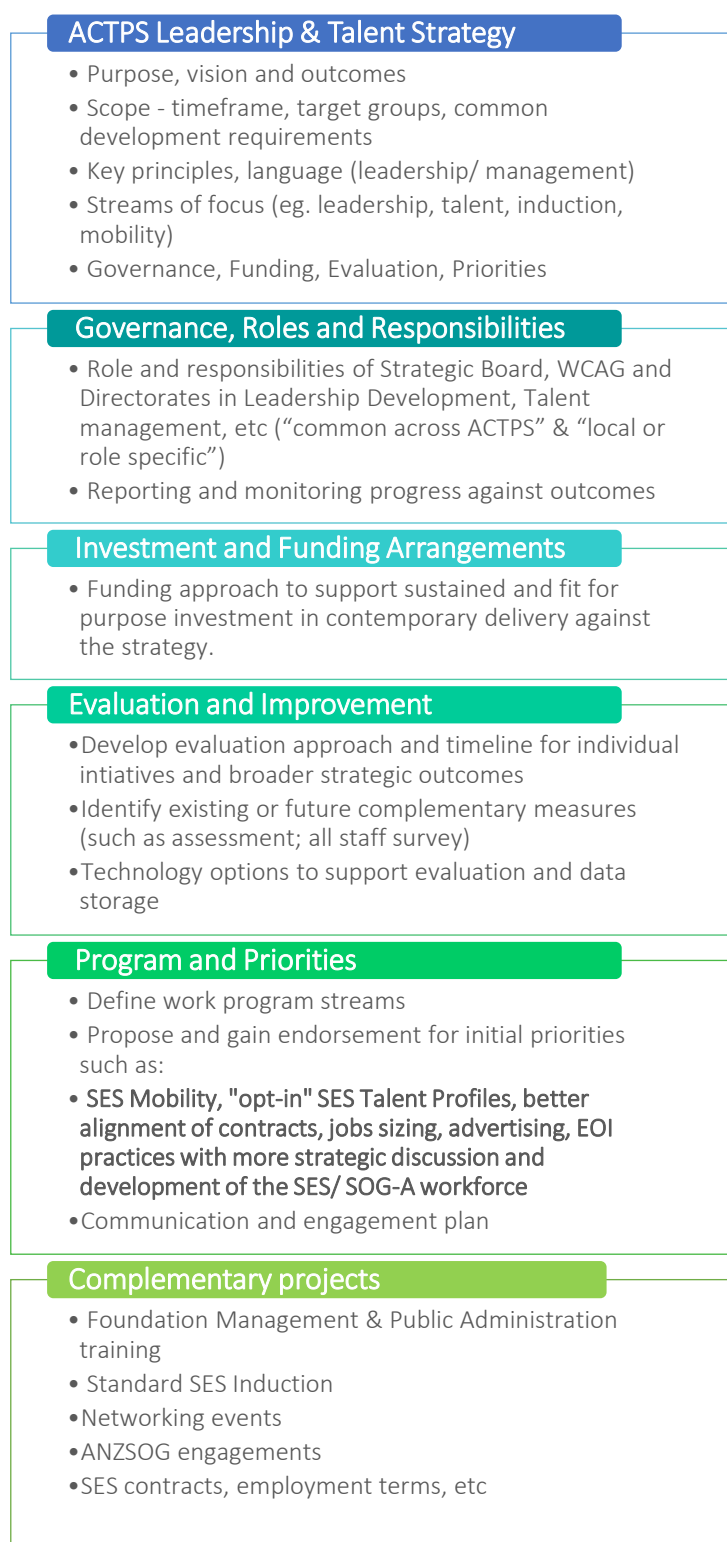 ACTPS Leadership & Talent Strategy
• Purpose, vision and outcomes
• Scope - timeframe, target groups, common
development requirements
• Key principles, language (leadership/ management)
• Streams of focus (eg. leadership, talent, induction,
mobility)
• Governance, Funding, Evaluation, Priorities
Governance, Roles and Responsibilities
• Role and responsibilities of Strategic Board, WCAG and
Directorates in Leadership Development, Talent
management, etc (“common across ACTPS” & “local or
role specific”)
• Reporting and monitoring progress against outcomes
Investment and Funding Arrangements
• Funding approach to support sustained and fit for
purpose investment in contemporary delivery against
the strategy.
Evaluation and Improvement
•Develop evaluation approach and timeline for individual
intiatives and broader strategic outcomes
•Identify existing or future complementary measures
(such as assessment; all staff survey)
•Technology options to support evaluation and data
storage
Program and Priorities
• Define work program streams
• Propose and gain endorsement for initial priorities
such as:
• SES Mobility, "opt-in" SES Talent Profiles, better
alignment of contracts, jobs sizing, advertising, EOI
practices with more strategic discussion and
development of the SES/ SOG-A workforce
•Communication and engagement plan
Complementary projects
• Foundation Management & Public Administration
training
• Standard SES Induction
•Networking events
•ANZSOG engagements
•SES contracts, employment terms, etc